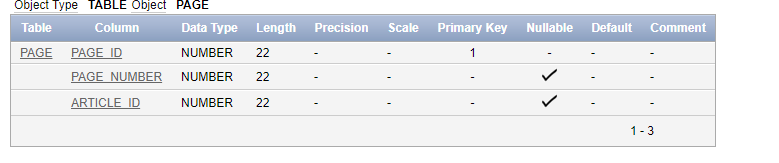 Object Type TABLE Object PAGE
Table Column Data Type Length Precision Scale Primary Key Nullable Default Comment
PAGE PAGE_ID NUMBER 22 - - 1 - - -
PAGE_NUMBER NUMBER 22 - - - ✓ - -
ARTICLE_ID NUMBER 22 - - - ✓ - -
1 - 3